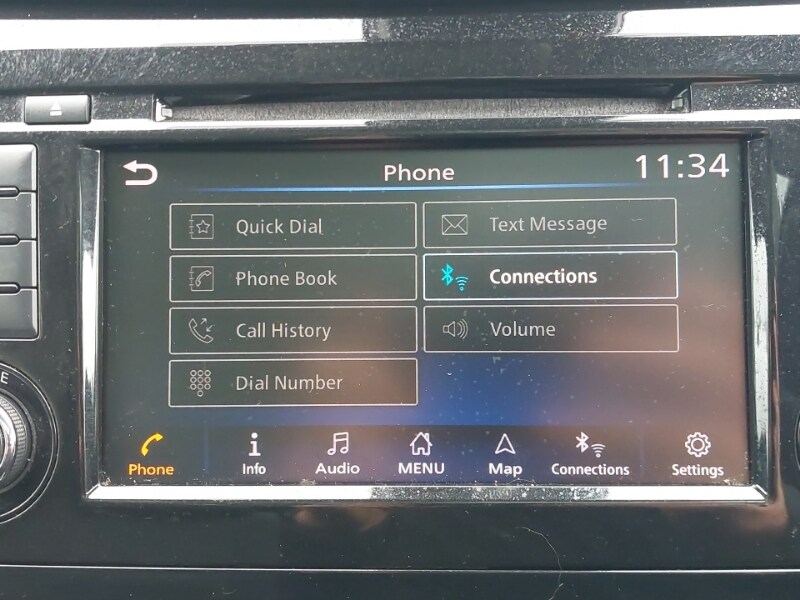 Phone
11:34
Quick Dial
Text Message
Phone Book
Connections
Call History
Volume
Dial Number
Phone
Info
Audio
MENU
Map
Connections
Settings